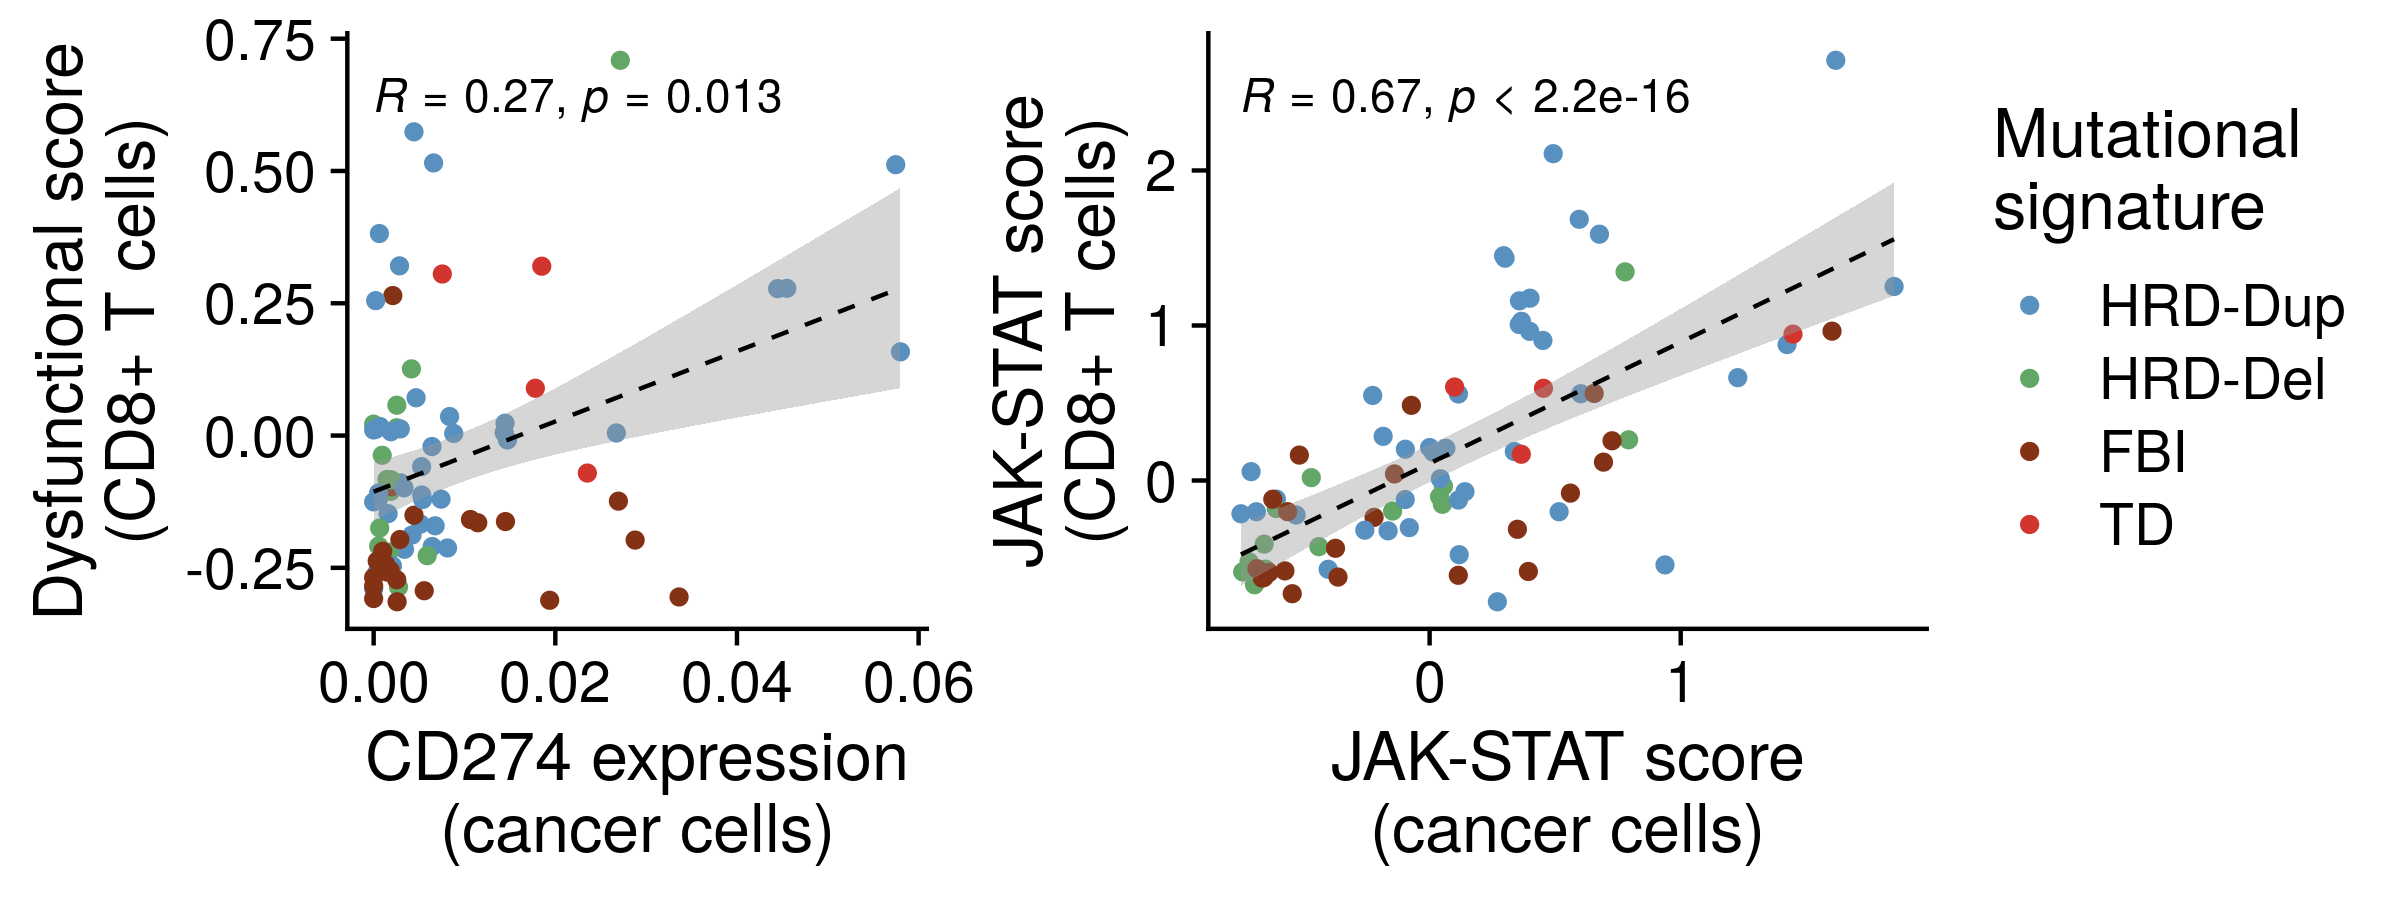 Dysfunctional score
(CD8+ T cells)
0.75
0.50
0.25
0.00
-0.25
R = 0.27, p = 0.013
0.00
0.02
0.04
0.06
CD274 expression
(cancer cells)
JAK-STAT score
(CD8+ T cells)
2
1
0
R = 0.67, p < 2.2e-16
0
1
JAK-STAT score
(cancer cells)
Mutational
signature
HRD-Dup
HRD-Del
FBI
TD